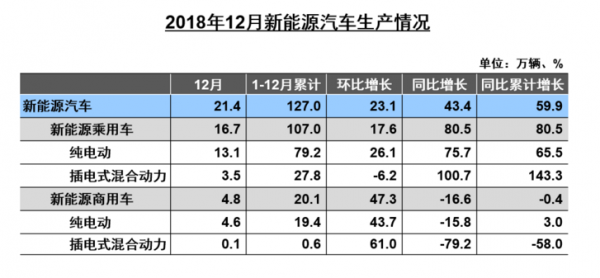 2018年12月新能源汽车生产情况
单位：万辆、%
12月 1-12月累计 环比增长 同比增长 同比累计增长
新能源汽车 21.4 127.0 23.1 43.4 59.9
新能源乘用车 16.7 107.0 17.6 80.5 80.5
纯电动 13.1 79.2 26.1 75.7 65.5
插电式混合动力 3.5 27.8 -6.2 100.7 143.3
新能源商用车 4.8 20.1 47.3 -16.6 -0.4
纯电动 4.6 19.4 43.7 -15.8 3.0
插电式混合动力 0.1 0.6 61.0 -79.2 -58.0